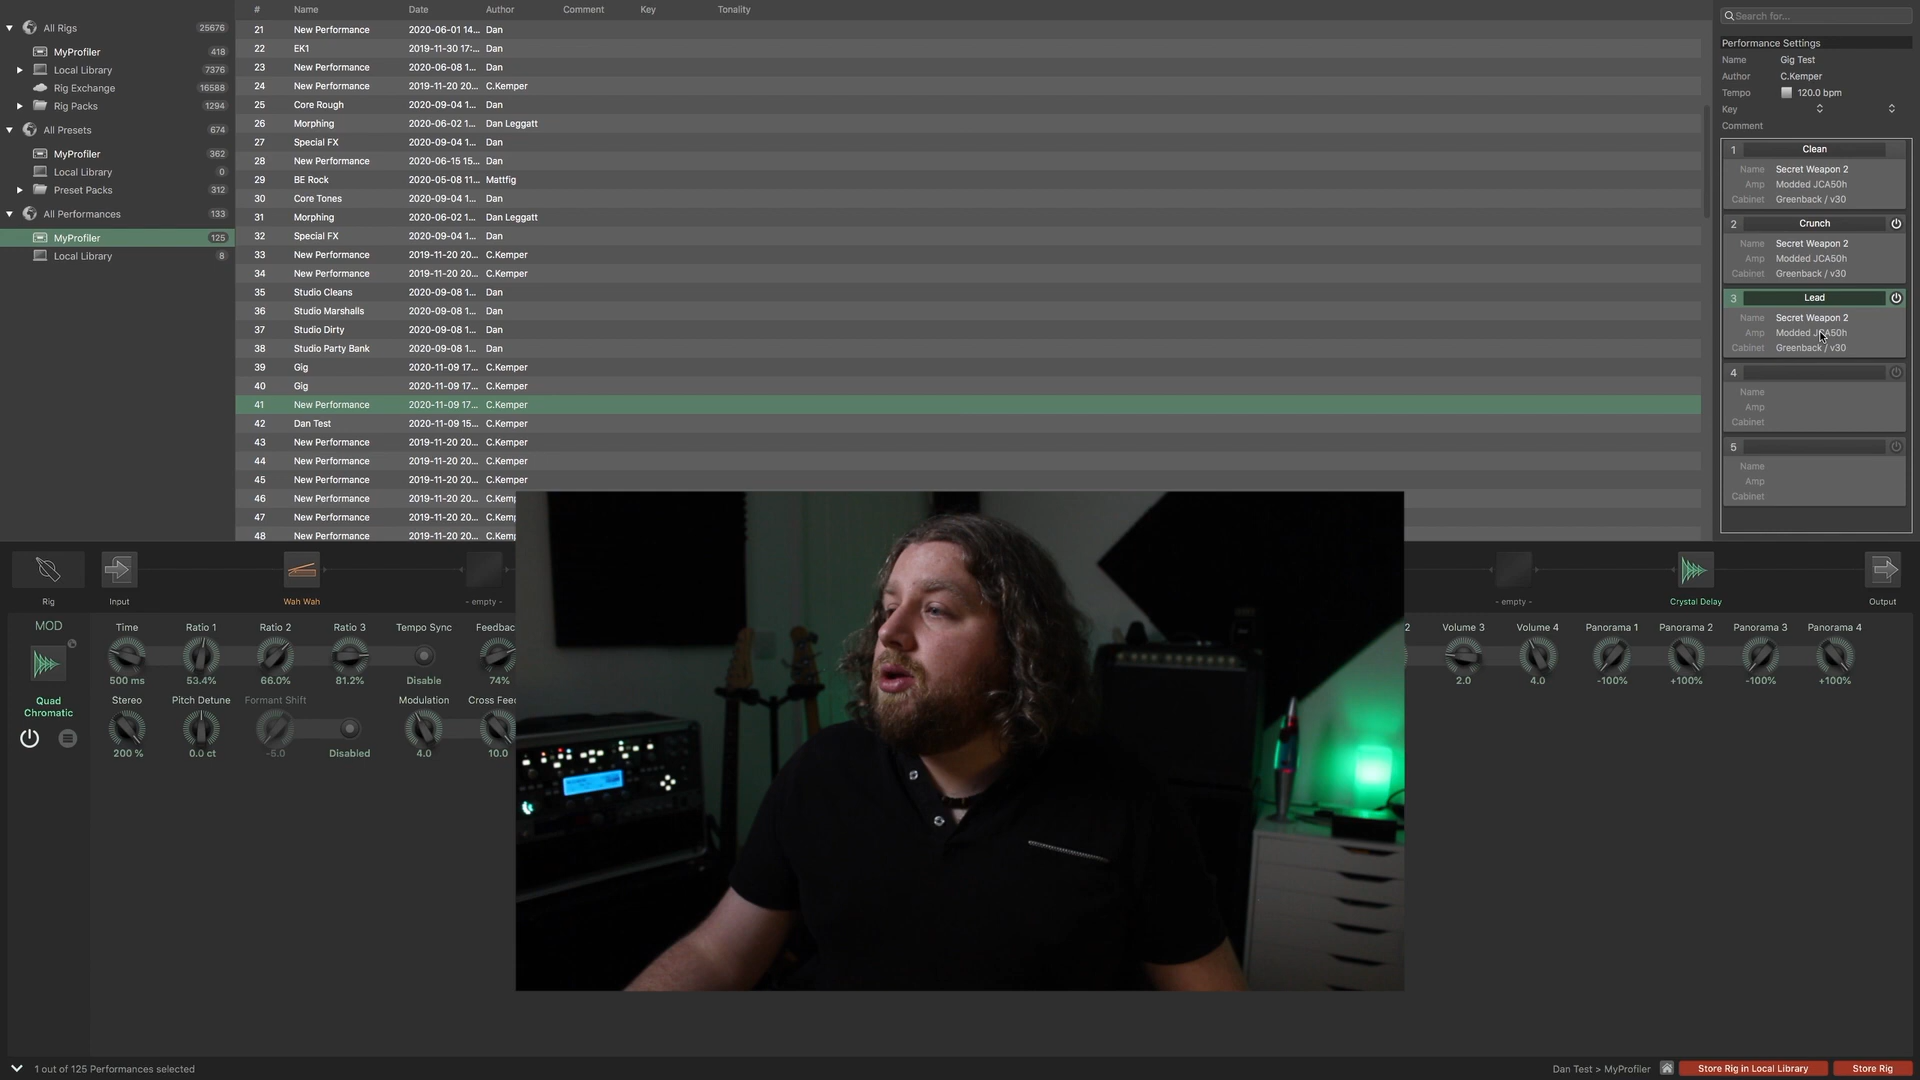 # Name Date Author Comment Key Tonality
All Rigs 25676
MyProfiler 418
Local Library 7376
Rig Exchange 16588
Rig Packs 1294
All Presets 674
MyProfiler 362
Local Library 0
Preset Packs 312
All Performances 133
MyProfiler 125
Local Library 8
21 New Performance 2020-06-01 14... Dan
22 EK1 2019-11-30 17:... Dan
23 New Performance 2020-06-08 1... Dan
24 New Performance 2019-11-20 20... C.Kemper
25 Core Rough 2020-09-04 1... Dan
26 Morphing 2020-06-02 1... Dan Leggatt
27 Special FX 2020-09-04 1... Dan
28 New Performance 2020-06-15 15... Dan
29 BE Rock 2020-05-08 11... Mattfig
30 Core Tones 2020-09-04 1... Dan
31 Morphing 2020-06-02 1... Dan Leggatt
32 Special FX 2020-09-04 1... Dan
33 New Performance 2019-11-20 20... C.Kemper
34 New Performance 2019-11-20 20... C.Kemper
35 Studio Cleans 2020-09-08 1... Dan
36 Studio Marshalls 2020-09-08 1... Dan
37 Studio Dirty 2020-09-08 1... Dan
38 Studio Party Bank 2020-09-08 1... Dan
39 Gig 2020-11-09 17... C.Kemper
40 Gig 2020-11-09 17... C.Kemper
41 New Performance 2020-11-09 17... C.Kemper
42 Dan Test 2020-11-09 15... C.Kemper
43 New Performance 2019-11-20 20... C.Kemper
44 New Performance 2019-11-20 20... C.Kemper
45 New Performance 2019-11-20 20... C.Kemper
46 New Performance 2019-11-20 20... C.Kemp
47 New Performance 2019-11-20 20... C.Kemp
48 New Performance 2019-11-20 20... C.Kemp
Search for...
Performance Settings
Name Gig Test
Author C.Kemper
Tempo 120.0 bpm
Key
Comment
1 Clean
Name Secret Weapon 2
Amp Modded JCA50h
Cabinet Greenback / v30
2 Crunch
Name Secret Weapon 2
Amp Modded JCA50h
Cabinet Greenback / v30
3 Lead
Name Secret Weapon 2
Amp Modded JCA50h
Cabinet Greenback / v30
4
Name
Amp
Cabinet
5
Name
Amp
Cabinet
Rig Input Wah Wah - empty - - empty - Crystal Delay Output
MOD
Quad
Chromatic
Time Ratio 1 Ratio 2 Ratio 3 Tempo Sync Feedbac 2 Volume 3 Volume 4 Panorama 1 Panorama 2 Panorama 3 Panorama 4
500 ms 53.4% 66.0% 81.2% Disable 74% 2.0 4.0 -100% +100% -100% +100%
Stereo Pitch Detune Formant Shift Modulation Cross Feed
200 % 0.0 ct -5.0 Disabled 4.0 10.0
1 out of 125 Performances selected
Dan Test > MyProfiler
Store Rig in Local Library
Store Rig